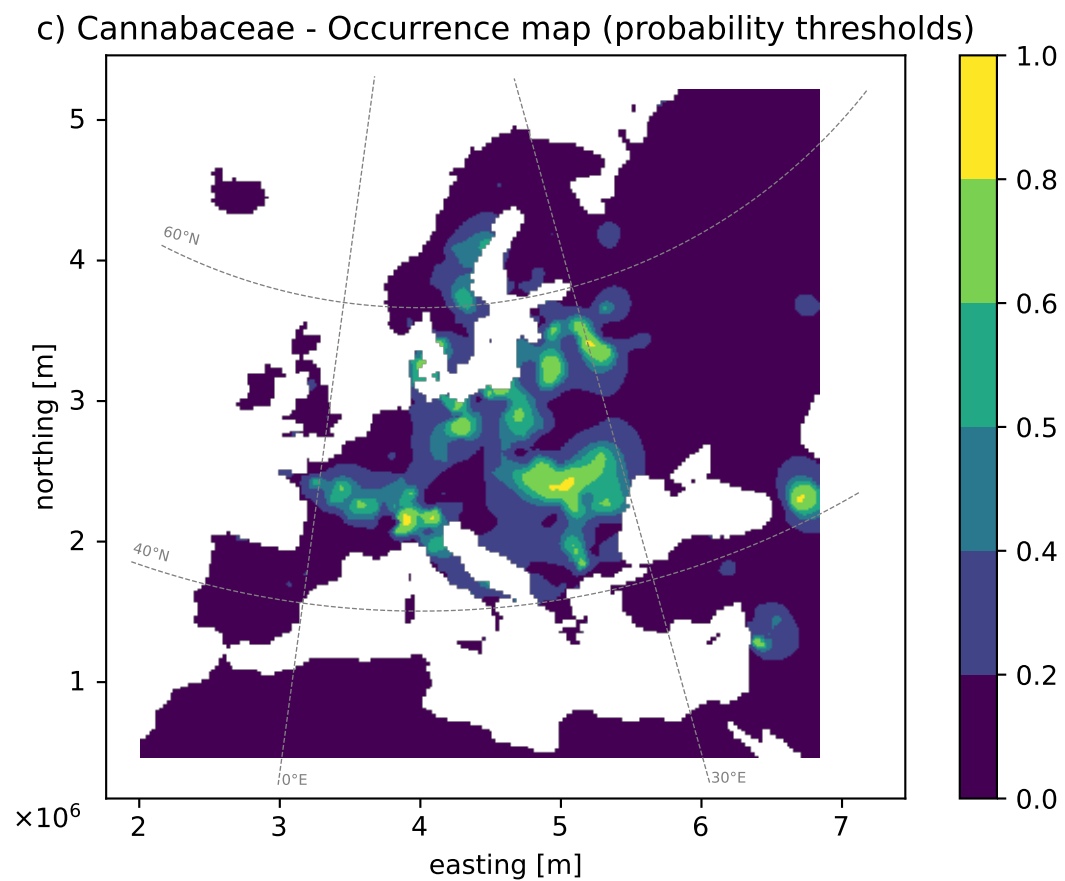 c) Cannabaceae - Occurrence map (probability thresholds)
1.0
0.8
0.6
0.5
0.4
0.2
0.0
5
4
3
2
1
northing [m]
60°N
40°N
0°E
30°E
×10⁶
2 3 4 5 6 7
easting [m]